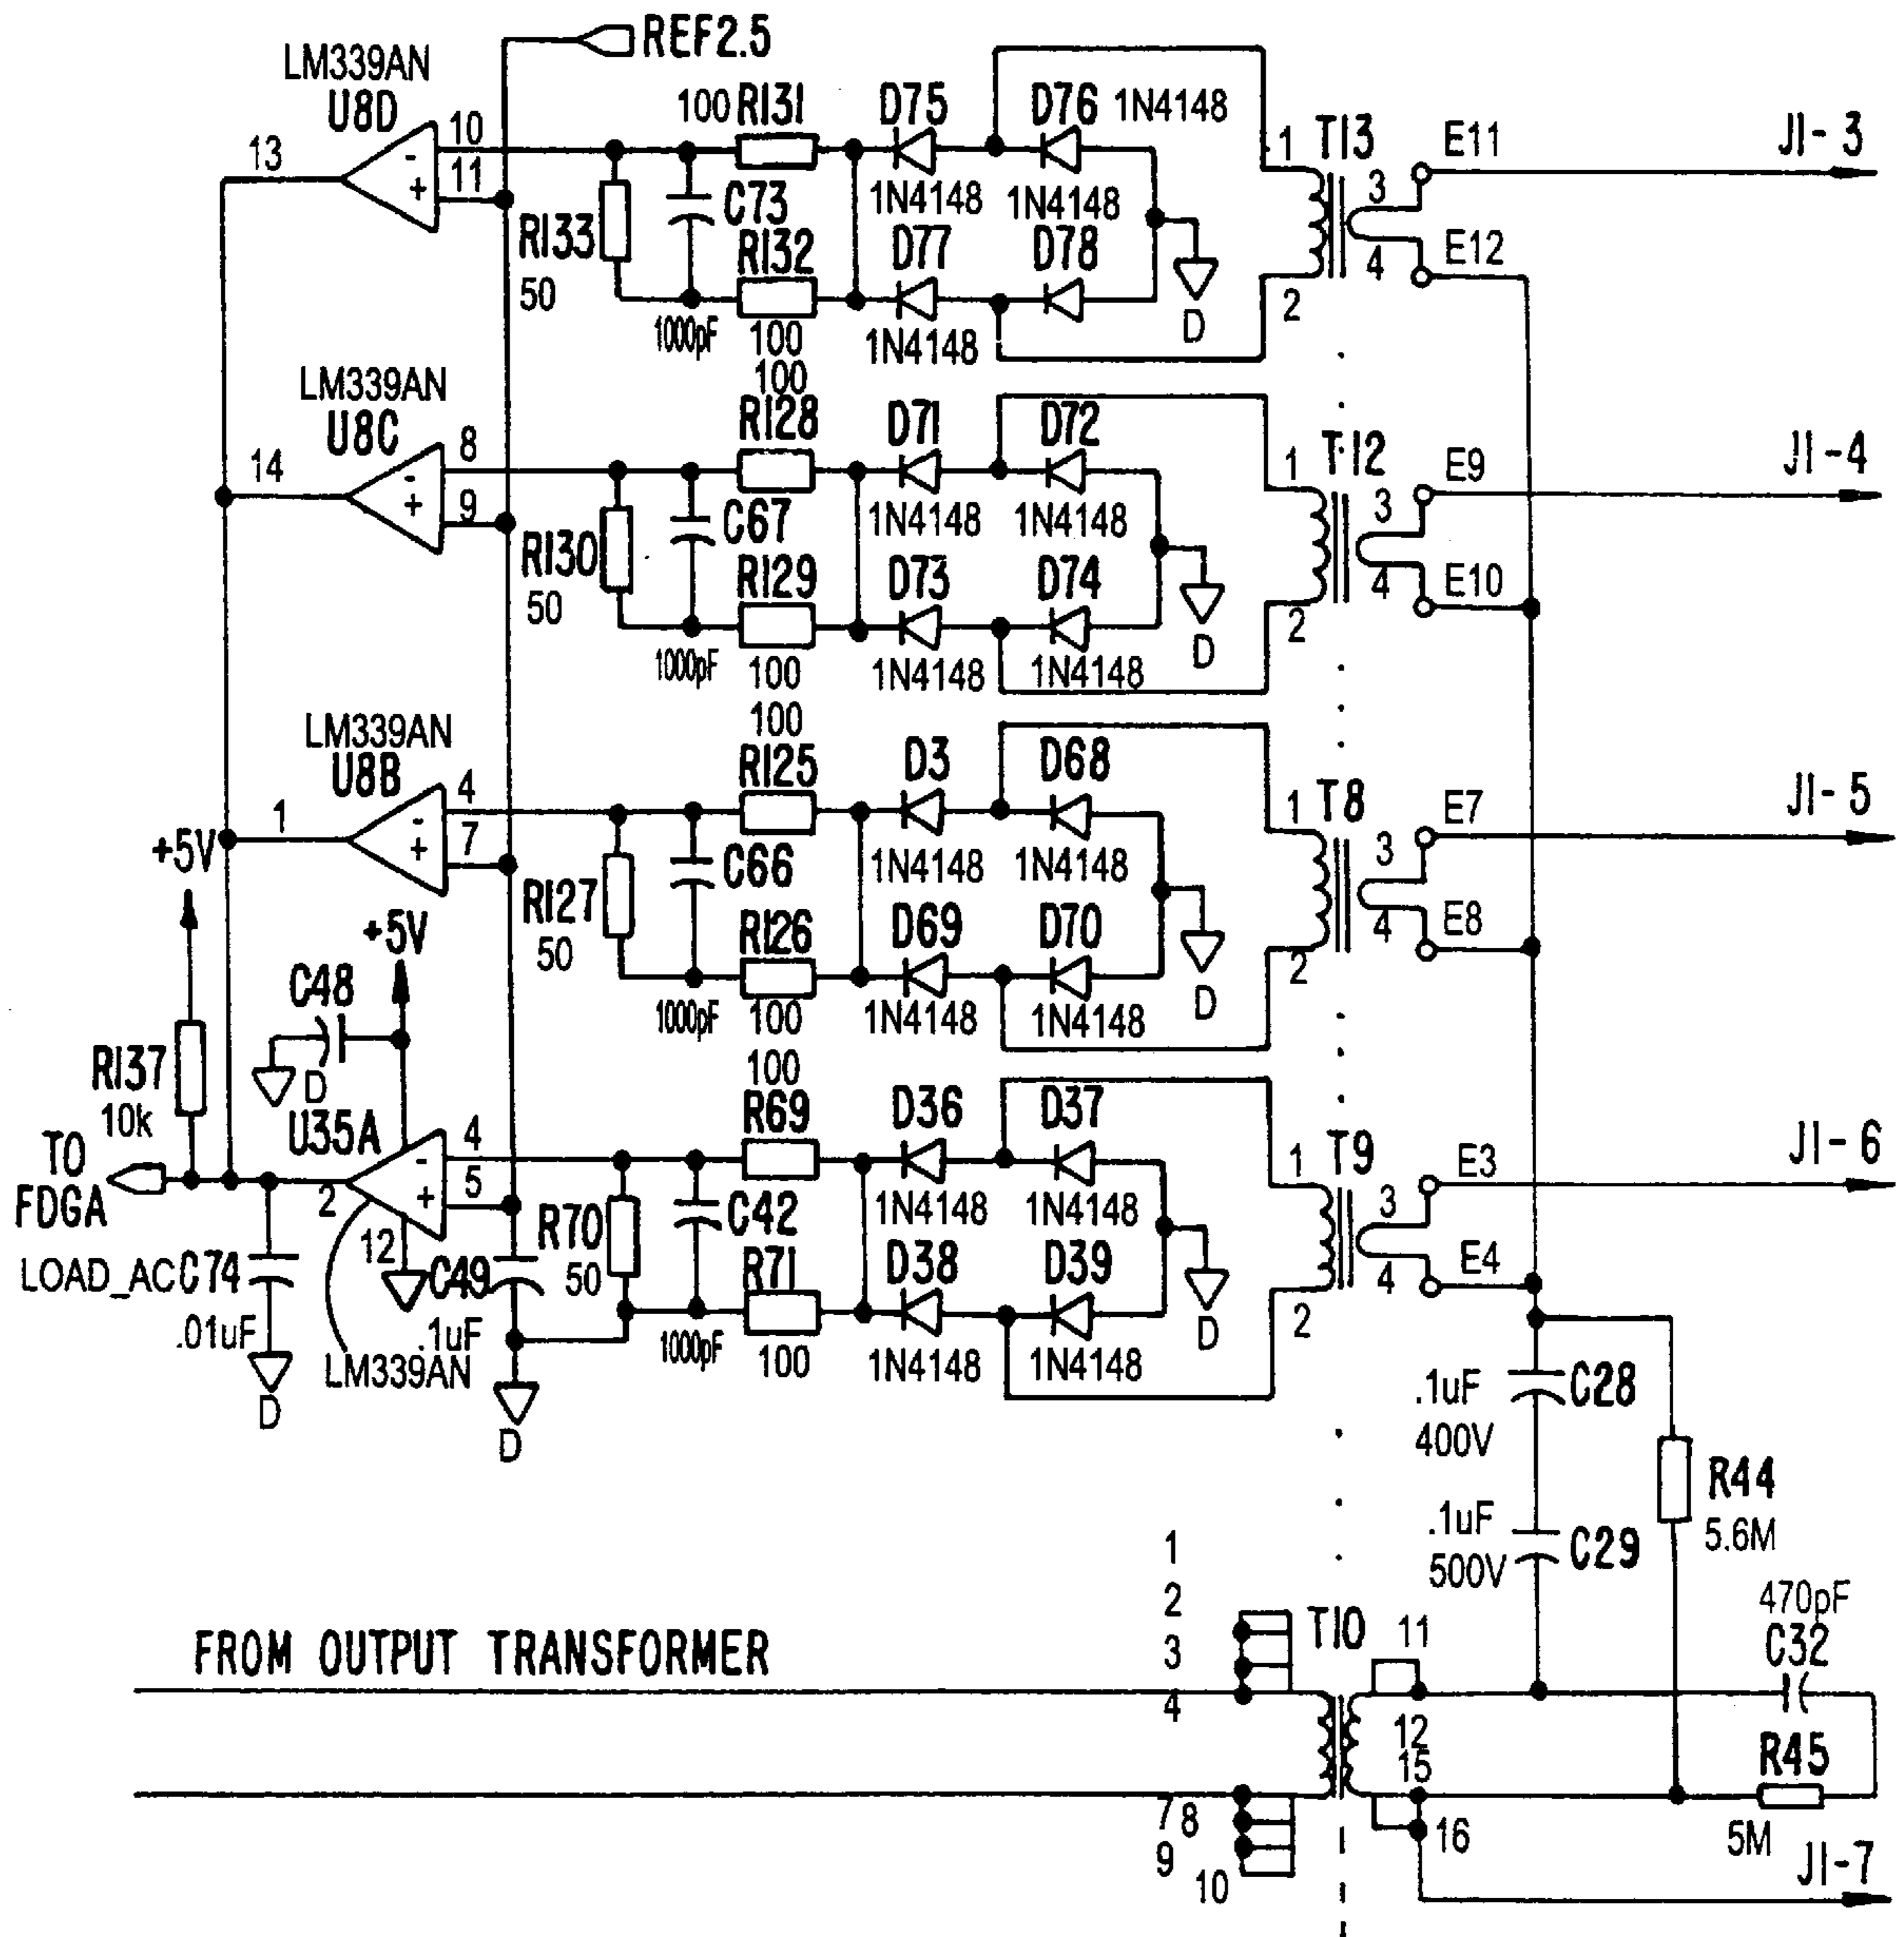 REF2.5
LM339AN
U8D
13
10
11
-
+
100 R131
D75
D76 1N4148
1N4148
1N4148
R133
50
C73
R132
D77
D78
1000pF
100
1N4148
D
1
2
T13
3
4
E11
E12
J1-3
LM339AN
U8C
14
8
9
-
+
100
R128
D71
D72
1N4148
1N4148
R130
50
C67
R129
D73
D74
1000pF
100
1N4148
1N4148
D
1
2
T12
3
4
E9
E10
J1-4
LM339AN
U8B
1
4
7
-
+
100
R125
D3
D68
1N4148
1N4148
R127
50
C66
R126
D69
D70
1000pF
100
1N4148
1N4148
D
1
2
T8
3
4
E7
E8
J1-5
+5V
+5V
C48
D
R137
10k
U35A
TO
FDGA
2
4
5
-
+
12
LOAD_AC
C74
.01uF
D
LM339AN
C49
.1uF
D
100
R69
D36
D37
1N4148
1N4148
R70
50
C42
R71
D38
D39
1000pF
100
1N4148
1N4148
D
1
2
T9
3
4
E3
E4
J1-6
.1uF
400V
C28
.1uF
500V
C29
R44
5.6M
470pF
C32
FROM OUTPUT TRANSFORMER
1
2
3
4
7
8
9
10
T10
11
12
15
16
R45
5M
J1-7